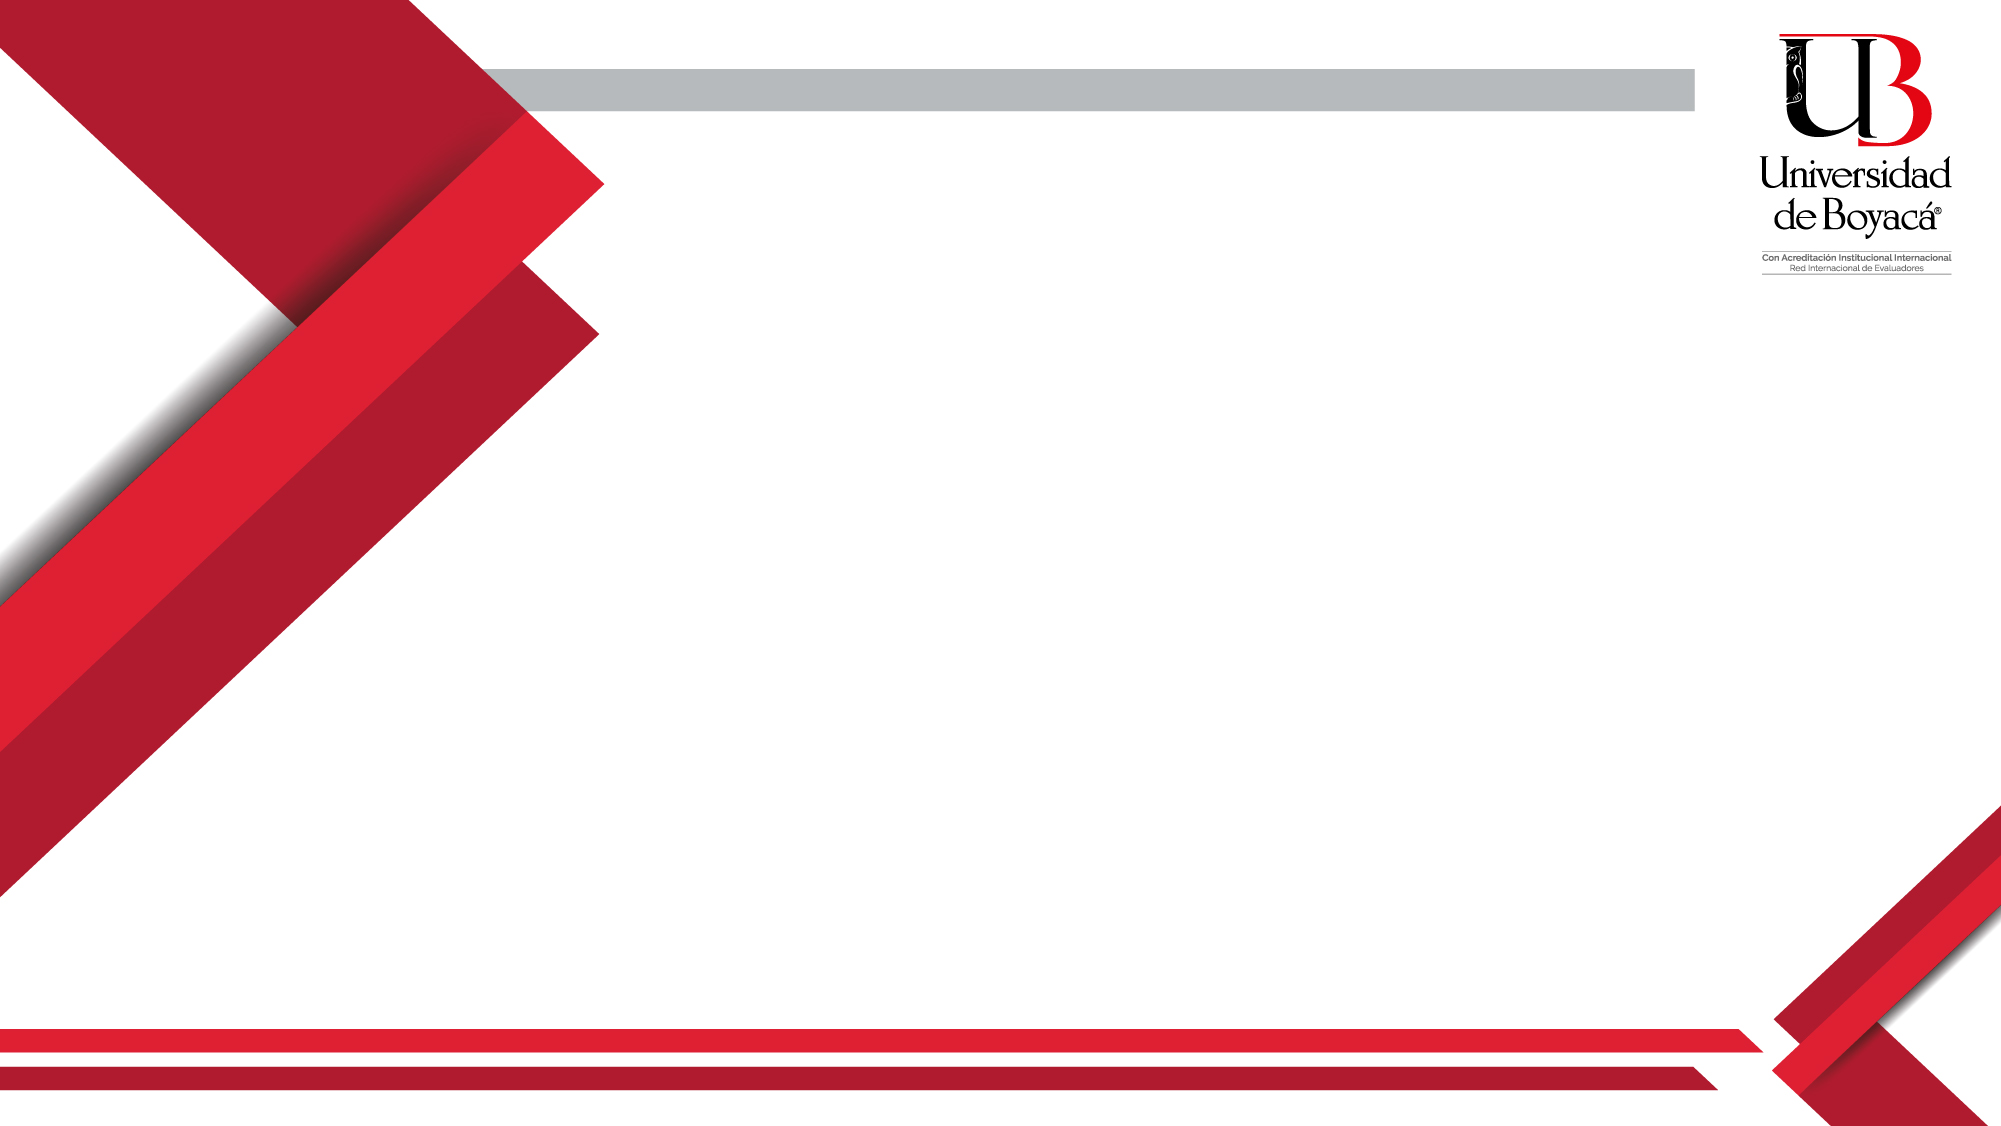 UB
Universidad
de Boyacá®
Con Acreditación Institucional Internacional
Red Internacional de Evaluadores